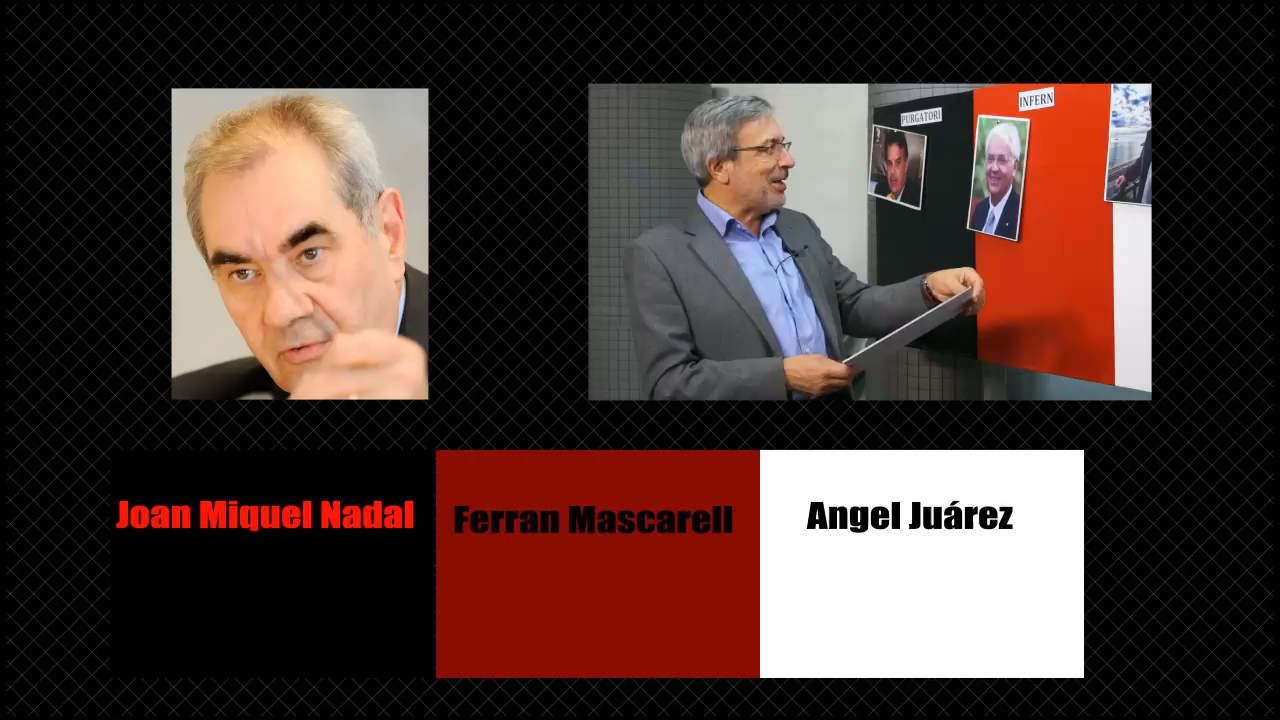 PURGATORI
INFERN
Joan Miquel Nadal
Ferran Mascarell
Angel Juárez